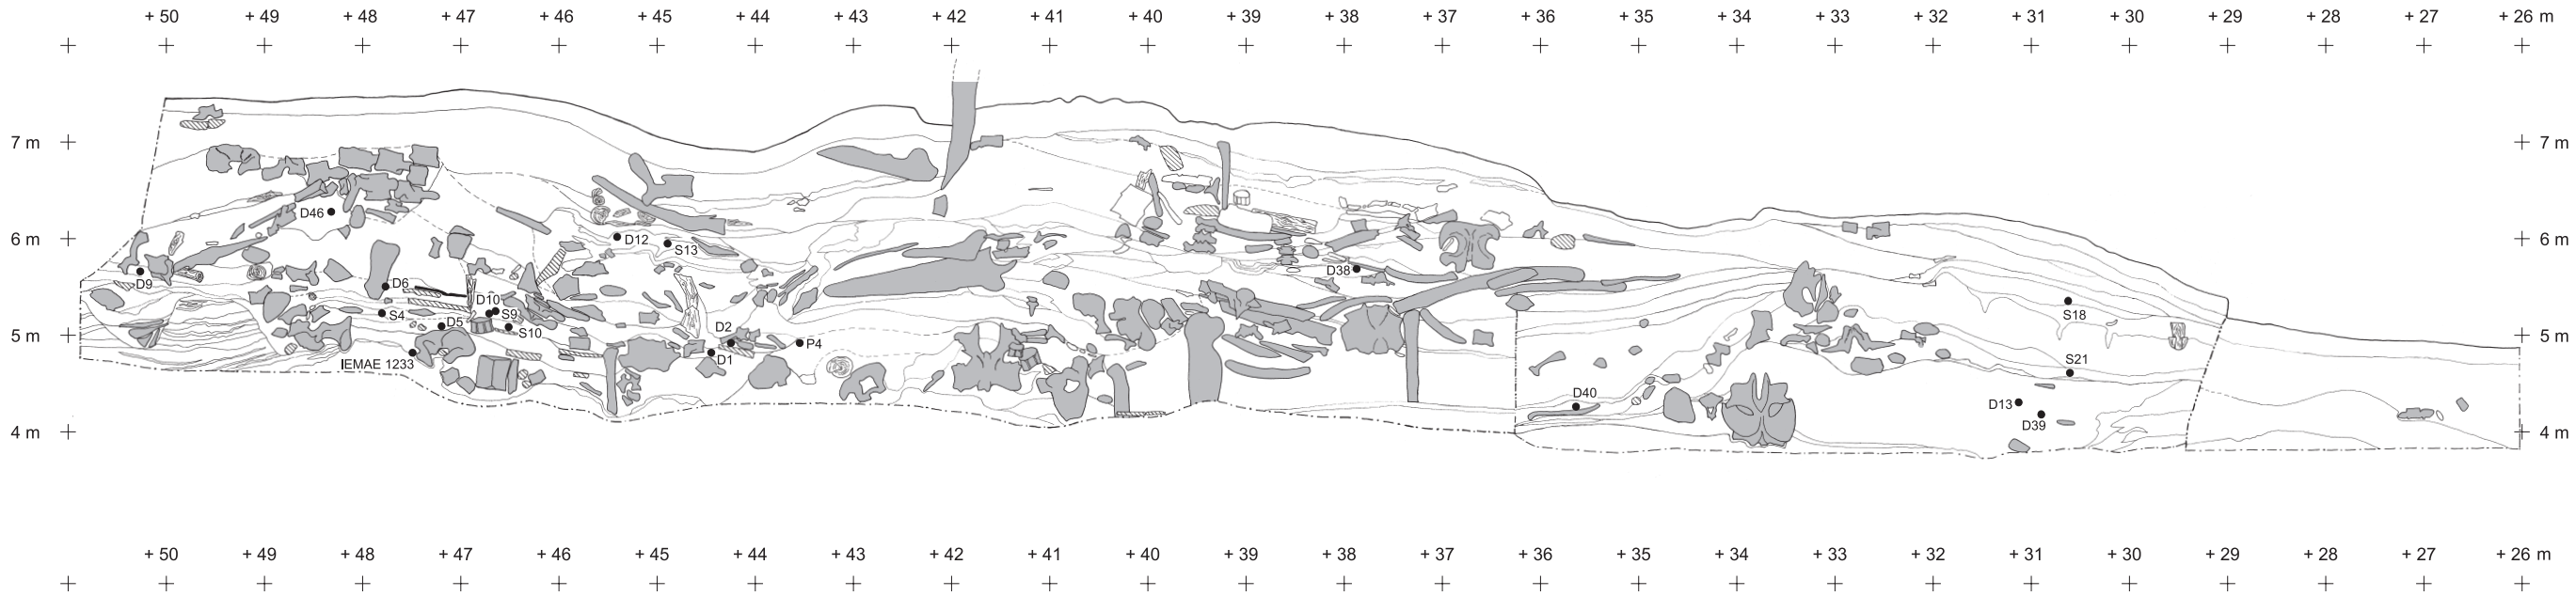 + 50 + 49 + 48 + 47 + 46 + 45 + 44 + 43 + 42 + 41 + 40 + 39 + 38 + 37 + 36 + 35 + 34 + 33 + 32 + 31 + 30 + 29 + 28 + 27 + 26 m
7 m 7 m
D46
6 m D12 S13 6 m
D9 D6 D38
D10
S4 D5 S9 S18
5 m S10 D2 5 m
P4
IEMAE 1233 D1 S21
D40 D13
D39
4 m 4 m
+ 50 + 49 + 48 + 47 + 46 + 45 + 44 + 43 + 42 + 41 + 40 + 39 + 38 + 37 + 36 + 35 + 34 + 33 + 32 + 31 + 30 + 29 + 28 + 27 + 26 m